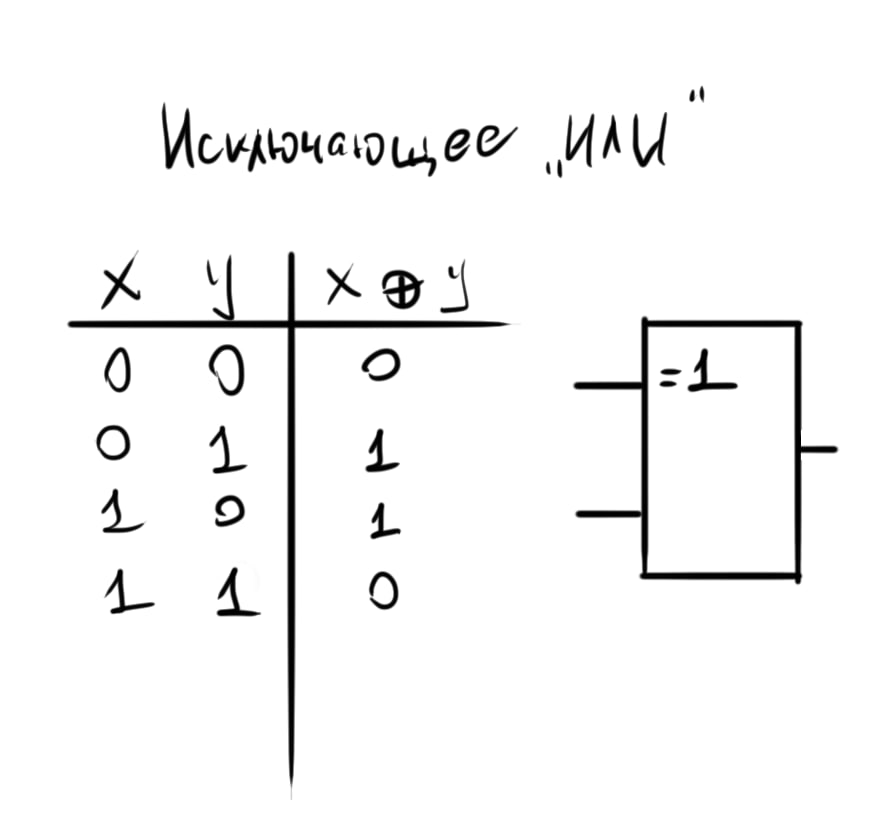 Исключающее „ИЛИ“
x y x ⊕ y
0 0 0
0 1 1
1 0 1
1 1 0
=1